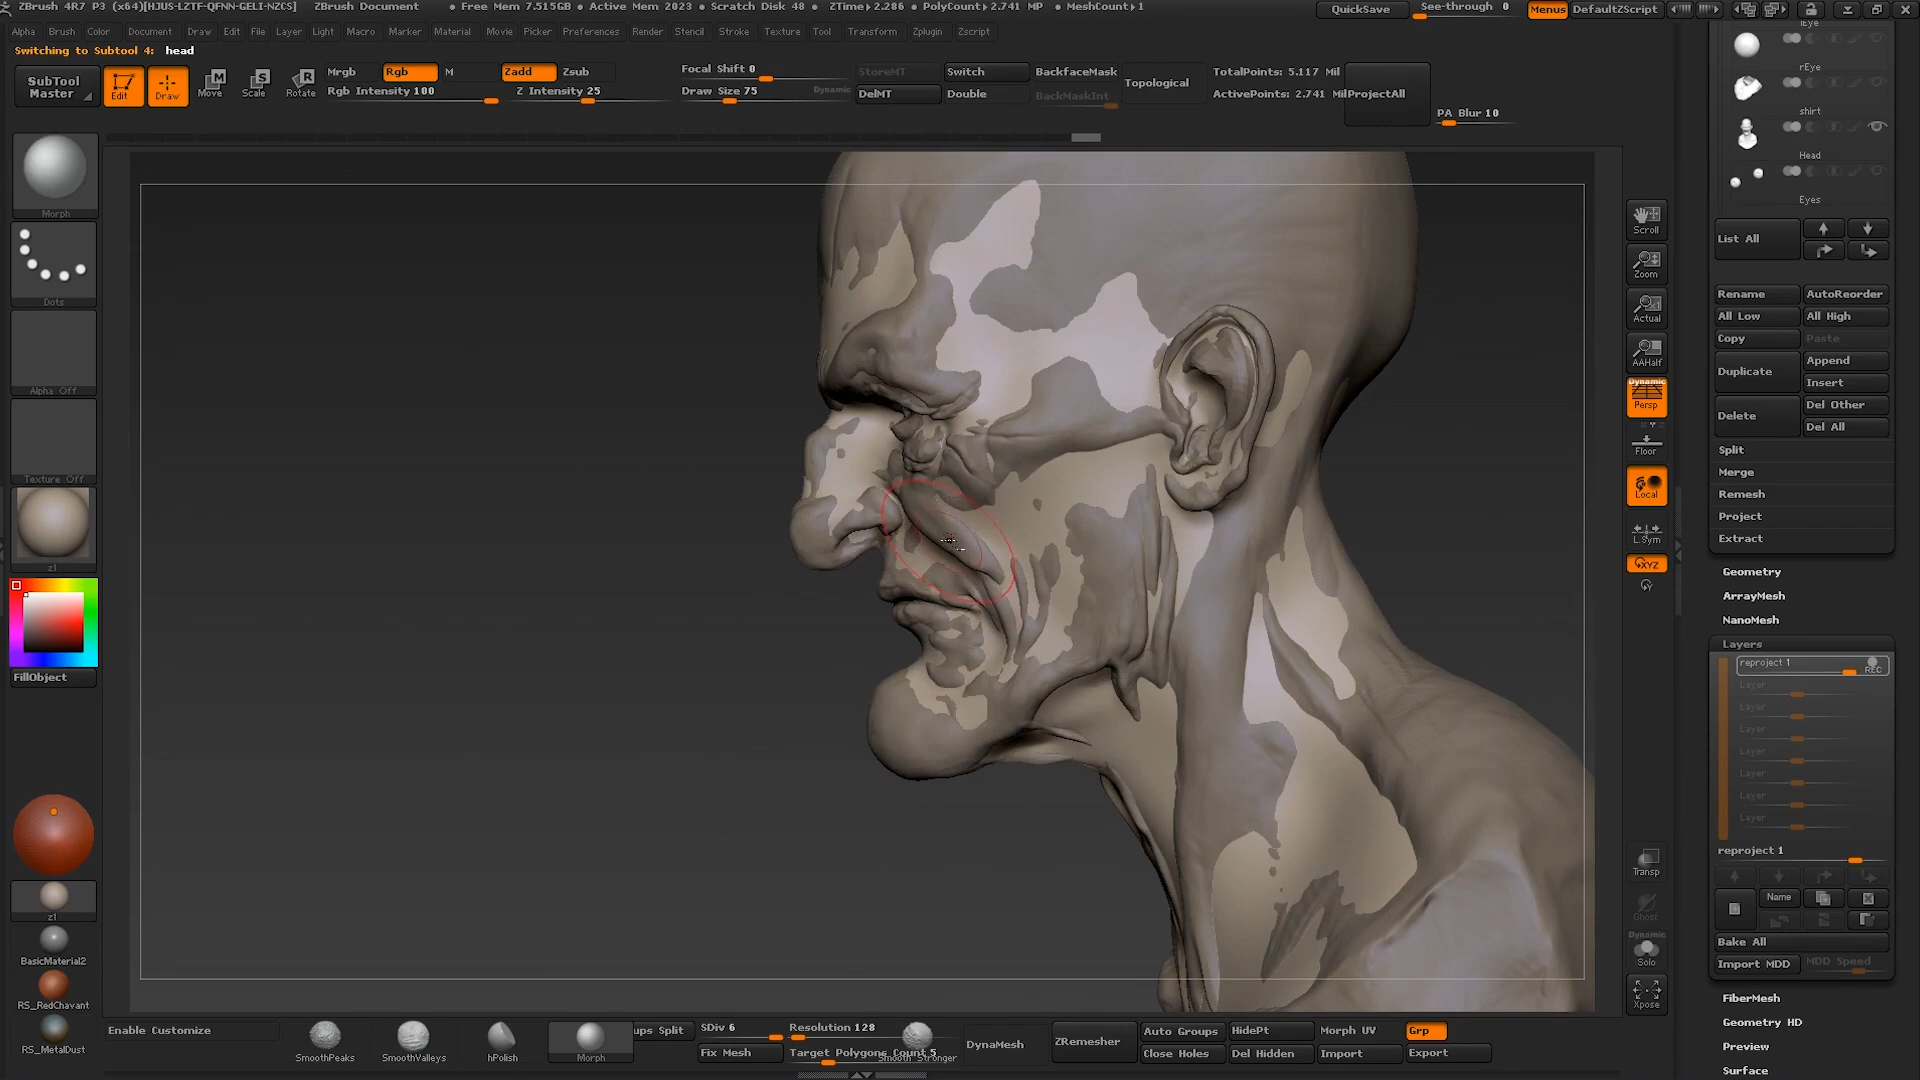 ZBrush 4R7 P3 (x64)[HJUS-LZTF-QFNN-GELI-NZCS] ZBrush Document • Free Mem 7.515GB • Active Mem 2023 • Scratch Disk 48 • ZTime▸2.286 • PolyCount▸2.741 MP • MeshCount▸1 QuickSave See-through 0 Menus DefaultZScript
Alpha Brush Color Document Draw Edit File Layer Light Macro Marker Material Movie Picker Preferences Render Stencil Stroke Texture Tool Transform Zplugin Zscript
Switching to Subtool 4: head
SubTool Master
Edit
Draw
Move
Scale
Rotate
Mrgb Rgb M Zadd Zsub
Rgb Intensity 100 Z Intensity 25
Focal Shift 0
Draw Size 75 Dynamic
StoreMT Switch BackfaceMask
DelMT Double BackMaskInt
Topological
TotalPoints: 5.117 Mil
ActivePoints: 2.741 Mil
ProjectAll
PA Blur 10
Morph
Dots
Alpha Off
Texture Off
z1
FillObject
z1
BasicMaterial2
RS_RedChavant
RS_MetalDust
Scroll
Zoom
Actual
AAHalf
Dynamic
Persp
Floor
Local
L.Sym
XYZ
Transp
Ghost
Dynamic
Solo
Xpose
rEye
shirt
Head
Eyes
List All
Rename AutoReorder
All Low All High
Copy Paste
Duplicate Append
Insert
Delete Del Other
Del All
Split
Merge
Remesh
Project
Extract
Geometry
ArrayMesh
NanoMesh
Layers
reproject 1 REC
Layer
Layer
Layer
Layer
Layer
Layer
Layer
reproject 1
Name
Bake All
Import MDD MDD Speed
FiberMesh
Geometry HD
Preview
Surface
Enable Customize
SmoothPeaks
SmoothValleys
hPolish
Morph
ups Split
SDiv 6 Resolution 128
Fix Mesh Target Polygons Count 5
Smooth Stronger
DynaMesh
ZRemesher
Auto Groups HidePt Morph UV Grp
Close Holes Del Hidden Import Export